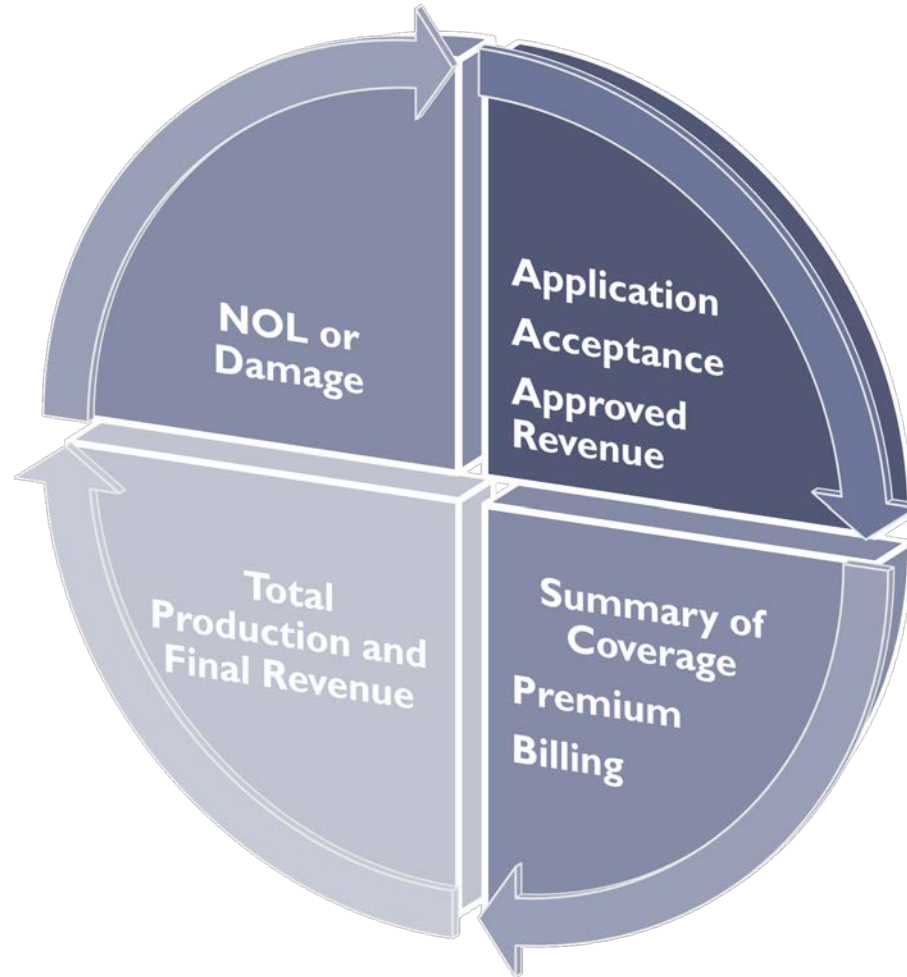 NOL or
Damage
Application
Acceptance
Approved
Revenue
Total
Production and
Final Revenue
Summary of
Coverage
Premium
Billing